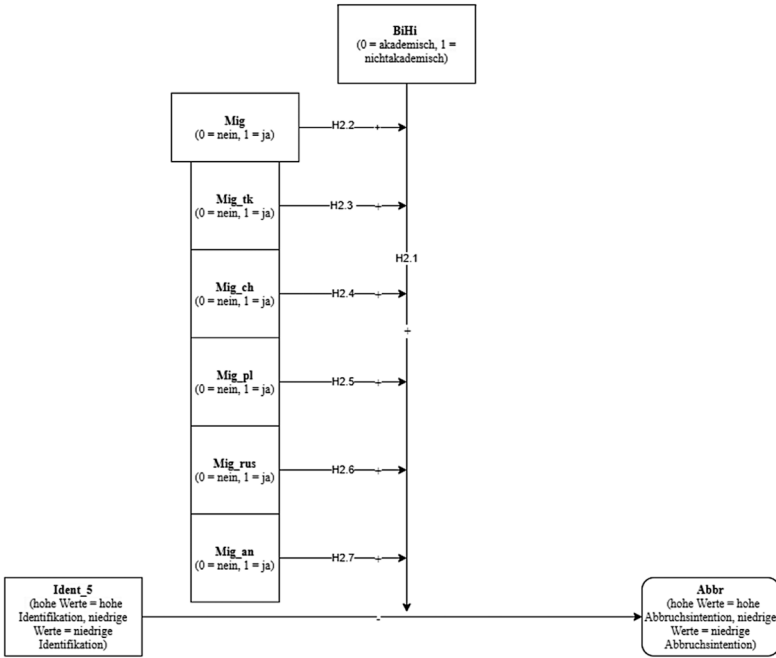 BiHi
(0 = akademisch, 1 =
nichtakademisch)
Mig
(0 = nein, 1 = ja)
H2.2 +
Mig_tk
(0 = nein, 1 = ja)
H2.3 +
H2.1
Mig_ch
(0 = nein, 1 = ja)
H2.4 +
+
Mig_pl
(0 = nein, 1 = ja)
H2.5 +
Mig_rus
(0 = nein, 1 = ja)
H2.6 +
Mig_an
(0 = nein, 1 = ja)
H2.7 +
Ident_5
(hohe Werte = hohe
Identifikation, niedrige
Werte = niedrige
Identifikation)
-
Abbr
(hohe Werte = hohe
Abbruchsintention, niedrige
Werte = niedrige
Abbruchsintention)